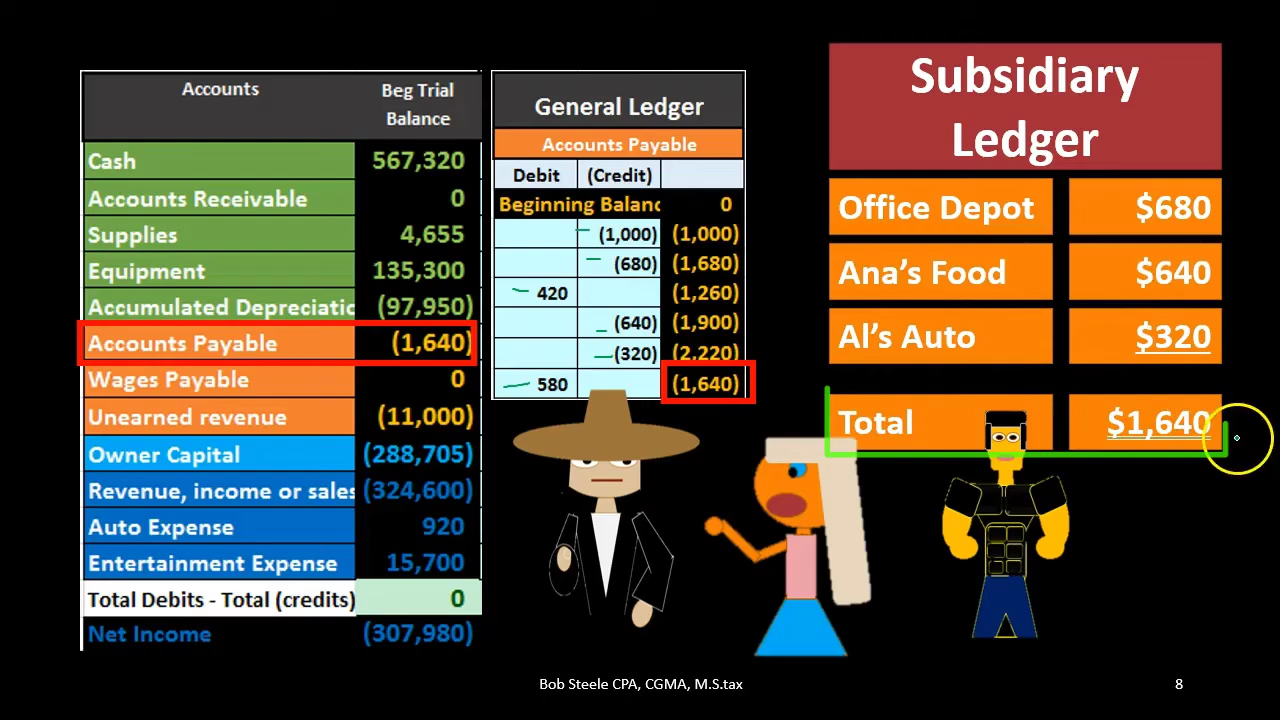 Accounts Beg Trial Balance
Cash 567,320
Accounts Receivable 0
Supplies 4,655
Equipment 135,300
Accumulated Depreciatic (97,950)
Accounts Payable (1,640)
Wages Payable 0
Unearned revenue (11,000)
Owner Capital (288,705)
Revenue, income or sales (324,600)
Auto Expense 920
Entertainment Expense 15,700
Total Debits - Total (credits) 0
Net Income (307,980)
General Ledger
Accounts Payable
Debit (Credit)
Beginning Balanc 0
(1,000) (1,000)
(680) (1,680)
420 (1,260)
(640) (1,900)
(320) (2,220)
580 (1,640)
Subsidiary
Ledger
Office Depot $680
Ana's Food $640
Al's Auto $320
Total $1,640
Bob Steele CPA, CGMA, M.S.tax 8